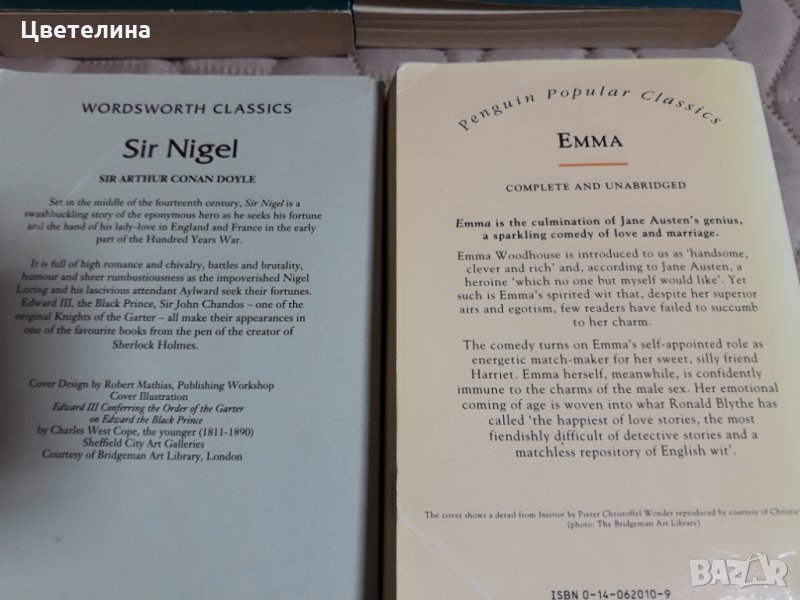 Цветелина
WORDSWORTH CLASSICS
Sir Nigel
SIR ARTHUR CONAN DOYLE
Set in the middle of the fourteenth century, Sir Nigel is a
swashbuckling story of the eponymous hero as he seeks his fortune
and the hand of his lady-love in England and France in the early
part of the Hundred Years War.
It is full of high romance and chivalry, battles and brutality,
humour and sheer rumbustiousness as the impoverished Nigel
Loring and his lascivious attendant Aylward seek their fortunes.
Edward III, the Black Prince, Sir John Chandos – one of the
original Knights of the Garter – all make their appearances in
one of the favourite books from the pen of the creator of
Sherlock Holmes.
Cover Design by Robert Mathias, Publishing Workshop
Cover Illustration
Edward III Conferring the Order of the Garter
on Edward the Black Prince
by Charles West Cope, the younger (1811-1890)
Sheffield City Art Galleries
Courtesy of Bridgeman Art Library, London
Penguin Popular Classics
EMMA
COMPLETE AND UNABRIDGED
Emma is the culmination of Jane Austen's genius,
a sparkling comedy of love and marriage.
Emma Woodhouse is introduced to us as 'handsome,
clever and rich' and, according to Jane Austen, a
heroine 'which no one but myself would like'. Yet
such is Emma's spirited wit that, despite her superior
airs and egotism, few readers have failed to succumb
to her charm.
The comedy turns on Emma's self-appointed role as
energetic match-maker for her sweet, silly friend
Harriet. Emma herself, meanwhile, is confidently
immune to the charms of the male sex. Her emotional
coming of age is woven into what Ronald Blythe has
called 'the happiest of love stories, the most
fiendishly difficult of detective stories and a
matchless repository of English wit'.
The cover shows a detail from Interior by Pieter Christoffel Wonder reproduced by courtesy of Christie'
(photo: The Bridgeman Art Library)
ISBN 0-14-062010-9
BAZAR